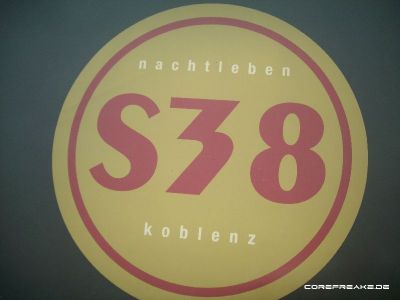 nachtleben
S38
koblenz
COREFREAKZ.DE